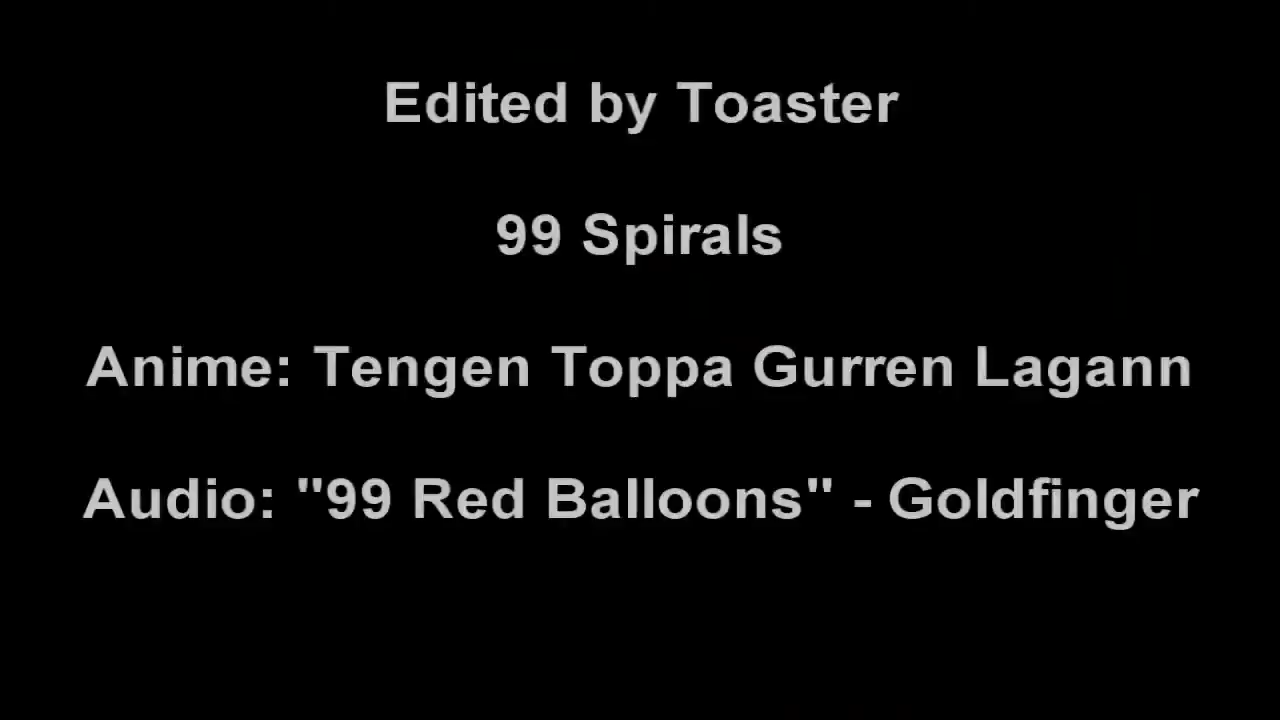 Edited by Toaster
99 Spirals
Anime: Tengen Toppa Gurren Lagann
Audio: "99 Red Balloons" - Goldfinger